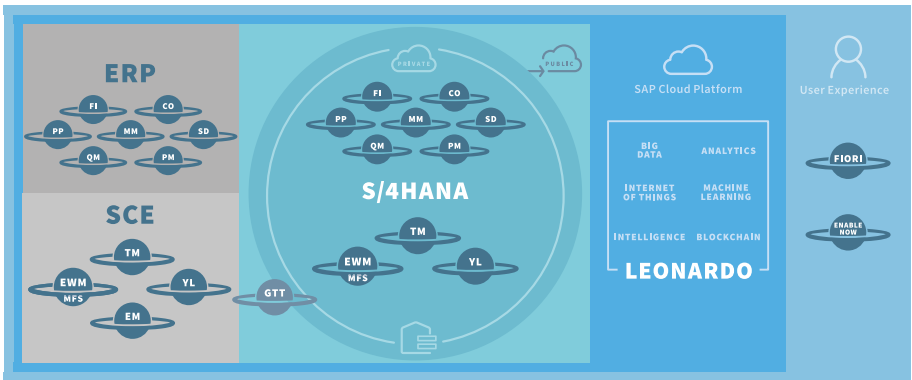 ERP
FI
CO
PP
MM
SD
QM
PM
SCE
TM
EWM
MFS
YL
EM
GTT
PRIVATE
PUBLIC
FI
CO
PP
MM
SD
QM
PM
S/4HANA
TM
EWM
MFS
YL
SAP Cloud Platform
BIG
DATA
ANALYTICS
INTERNET
OF THINGS
MACHINE
LEARNING
INTELLIGENCE
BLOCKCHAIN
LEONARDO
User Experience
FIORI
ENABLE
NOW